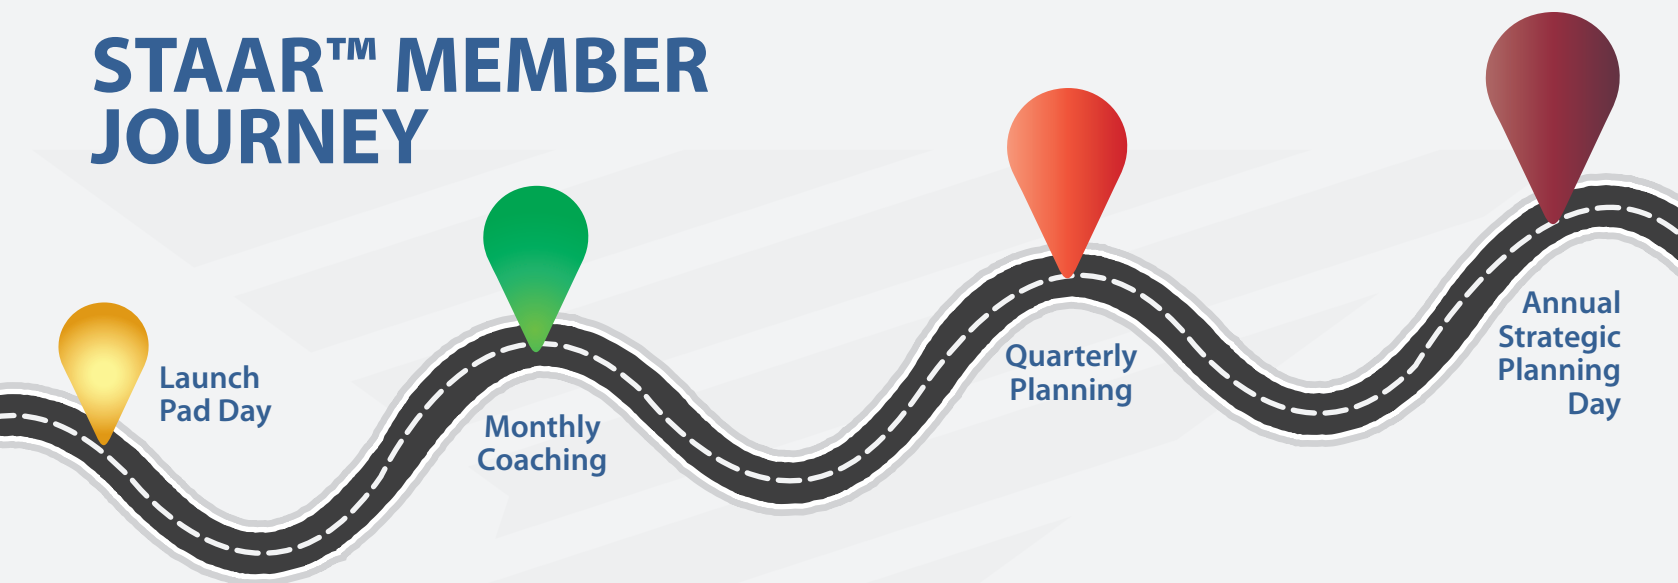 STAAR™ MEMBER
JOURNEY
Launch
Pad Day
Monthly
Coaching
Quarterly
Planning
Annual
Strategic
Planning
Day